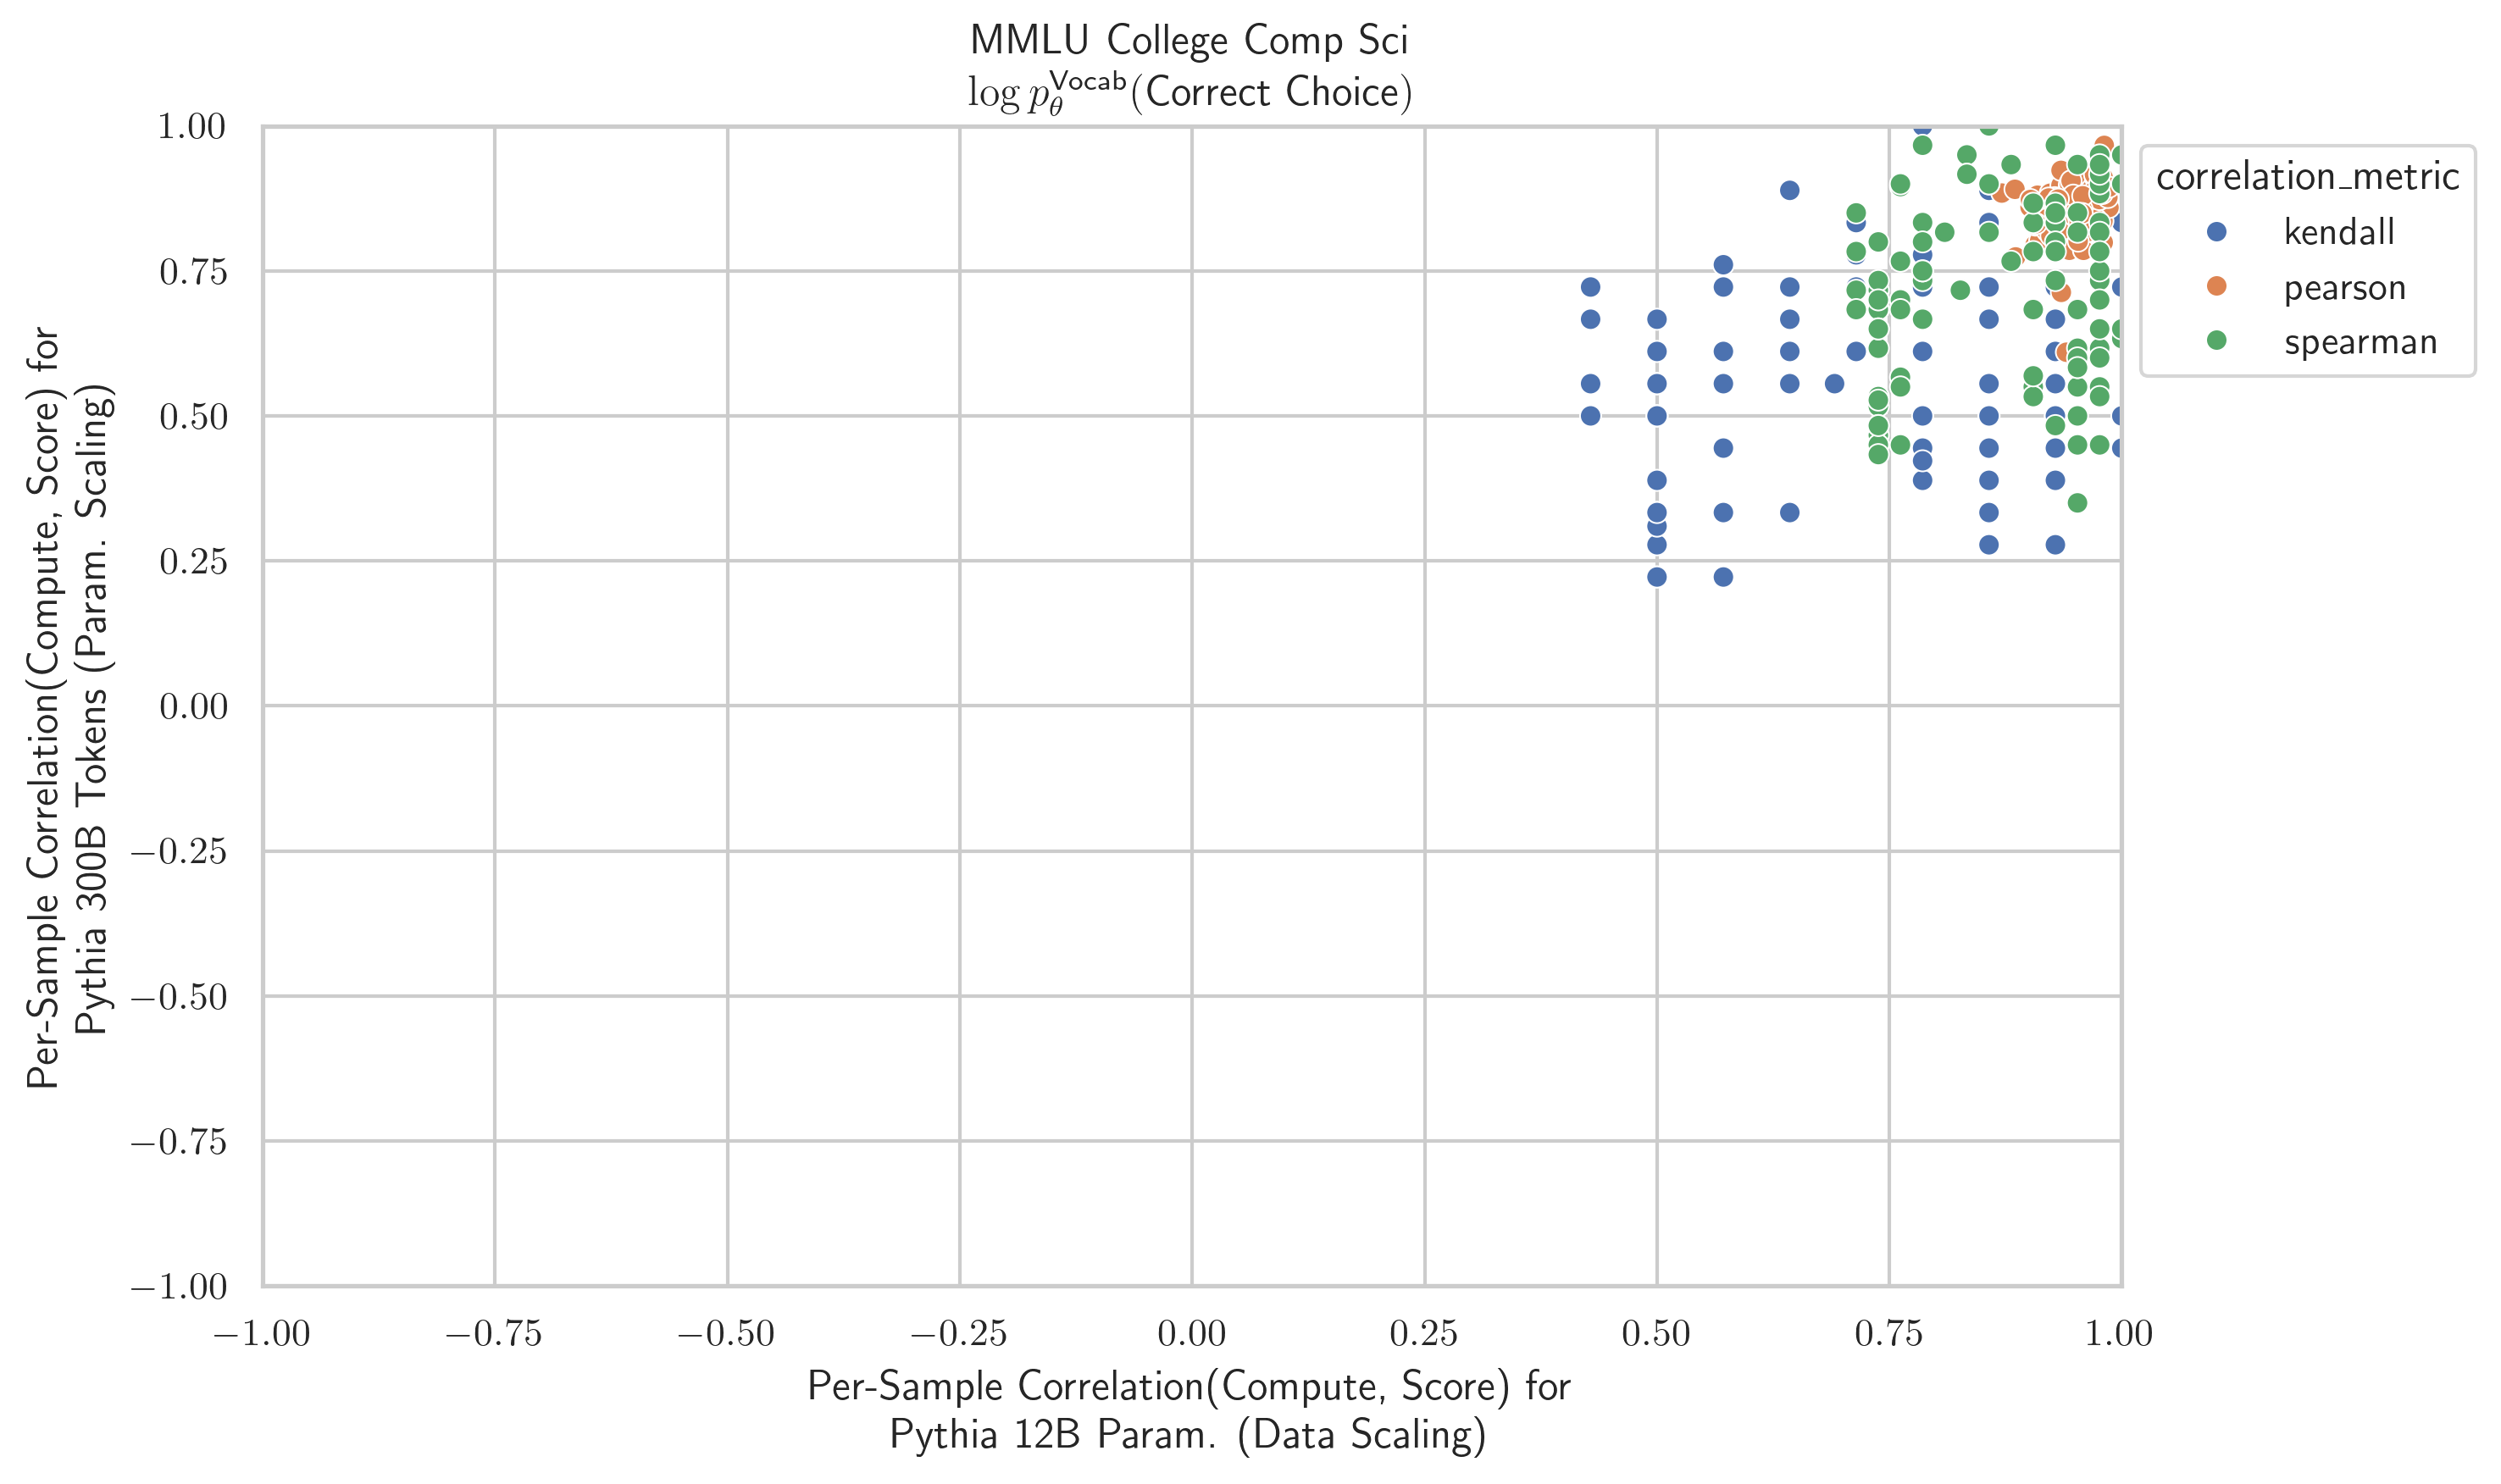 MMLU College Comp Sci
log p_θ^Vocab(Correct Choice)
1.00
0.75
0.50
0.25
0.00
−0.25
−0.50
−0.75
−1.00
Per-Sample Correlation(Compute, Score) for
Pythia 300B Tokens (Param. Scaling)
correlation_metric
kendall
pearson
spearman
−1.00
−0.75
−0.50
−0.25
0.00
0.25
0.50
0.75
1.00
Per-Sample Correlation(Compute, Score) for
Pythia 12B Param. (Data Scaling)